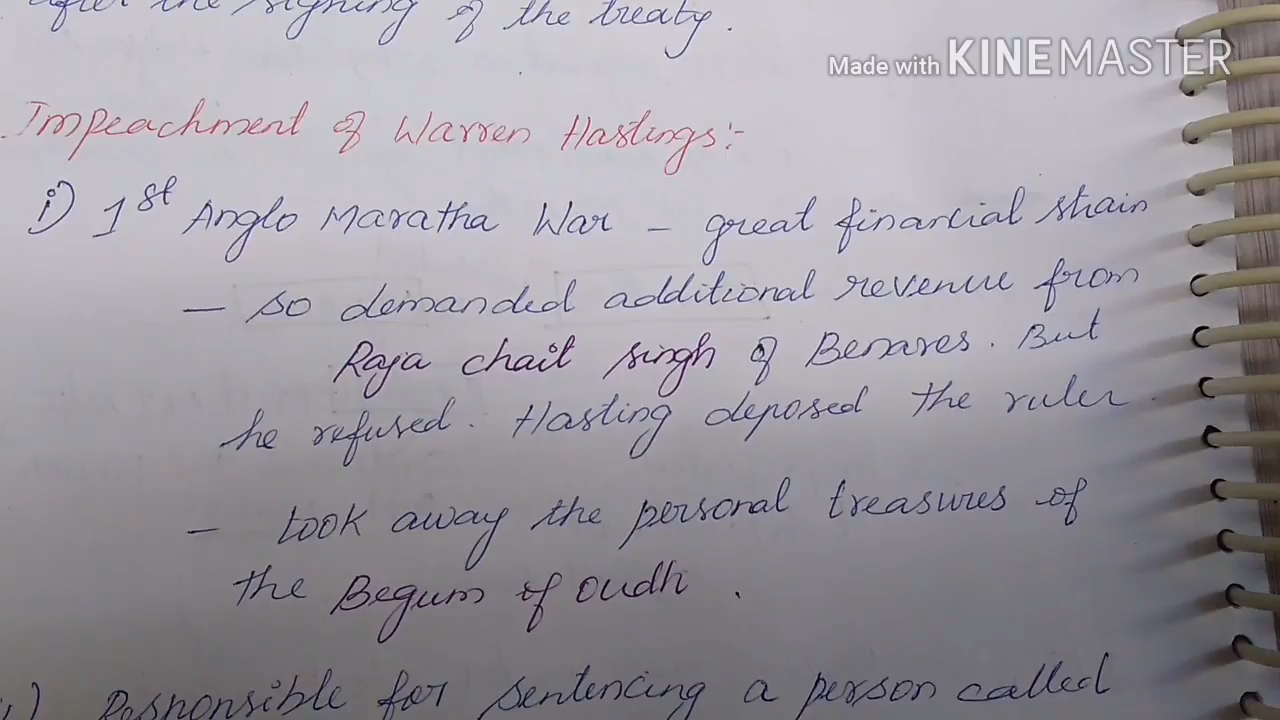 after the signing of the treaty.
Made with KINEMASTER
Impeachment of Warren Hastings:-
i) 1st Anglo Maratha War - great financial strain
- so demanded additional revenue from
Raja chait singh of Benares. But
he refused. Hasting deposed the ruler.
- took away the personal treasures of
the Begum of oudh.
Responsible for sentencing a person called